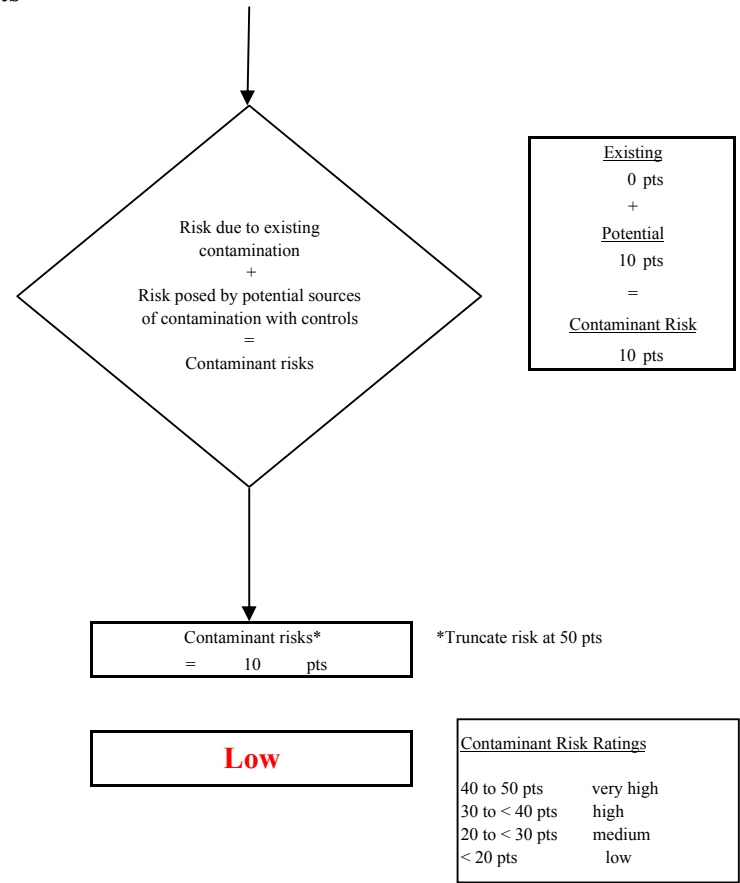 Risk due to existing
contamination
+
Risk posed by potential sources
of contamination with controls
=
Contaminant risks
Existing
0 pts
+
Potential
10 pts
=
Contaminant Risk
10 pts
Contaminant risks*
= 10 pts
*Truncate risk at 50 pts
Low
Contaminant Risk Ratings
40 to 50 pts very high
30 to < 40 pts high
20 to < 30 pts medium
< 20 pts low